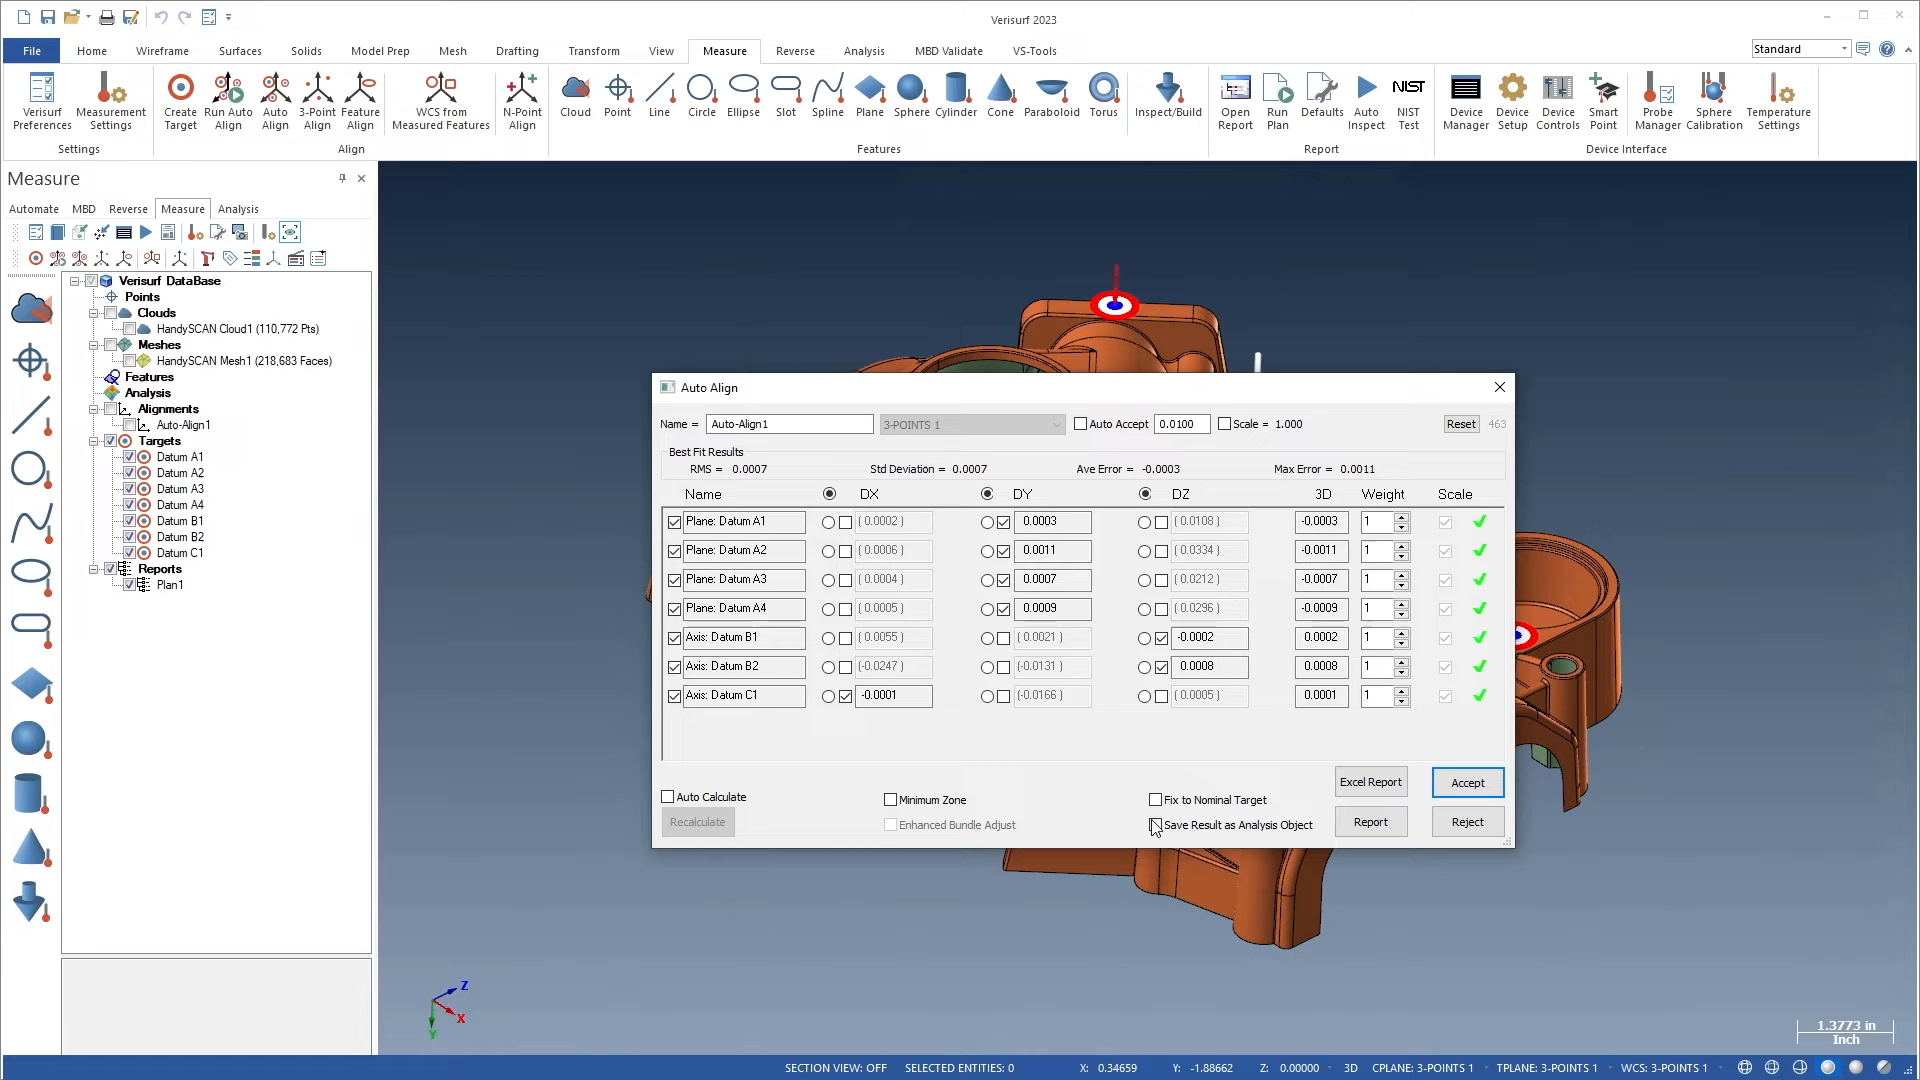 Verisurf 2023
File Home Wireframe Surfaces Solids Model Prep Mesh Drafting Transform View Measure Reverse Analysis MBD Validate VS-Tools Standard
Verisurf Preferences
Measurement Settings
Settings
Create Target
Run Auto Align
Auto Align
3-Point Align
Feature Align
WCS from Measured Features
N-Point Align
Align
Cloud Point Line Circle Ellipse Slot Spline Plane Sphere Cylinder Cone Paraboloid Torus
Inspect/Build
Features
Open Report
Run Plan
Defaults
Auto Inspect
NIST
NIST Test
Report
Device Manager
Device Setup
Device Controls
Smart Point
Probe Manager
Sphere Calibration
Temperature Settings
Device Interface
Measure
Automate MBD Reverse Measure Analysis
Verisurf DataBase
Points
Clouds
HandySCAN Cloud1 (110,772 Pts)
Meshes
HandySCAN Mesh1 (218,683 Faces)
Features
Analysis
Alignments
Auto-Align1
Targets
Datum A1
Datum A2
Datum A3
Datum A4
Datum B1
Datum B2
Datum C1
Reports
Plan1
Auto Align
Name = Auto-Align1 3-POINTS 1 Auto Accept 0.0100 Scale = 1.000 Reset 463
Best Fit Results
RMS = 0.0007 Std Deviation = 0.0007 Ave Error = -0.0003 Max Error = 0.0011
Name DX DY DZ 3D Weight Scale
Plane: Datum A1 ( 0.0002 ) 0.0003 ( 0.0108 ) -0.0003 1
Plane: Datum A2 ( 0.0006 ) 0.0011 ( 0.0334 ) -0.0011 1
Plane: Datum A3 ( 0.0004 ) 0.0007 ( 0.0212 ) -0.0007 1
Plane: Datum A4 ( 0.0005 ) 0.0009 ( 0.0296 ) -0.0009 1
Axis: Datum B1 ( 0.0055 ) ( 0.0021 ) -0.0002 0.0002 1
Axis: Datum B2 (-0.0247 ) (-0.0131 ) 0.0008 0.0008 1
Axis: Datum C1 -0.0001 (-0.0166 ) ( 0.0005 ) 0.0001 1
Auto Calculate Minimum Zone Fix to Nominal Target Excel Report Accept
Recalculate Enhanced Bundle Adjust Save Result as Analysis Object Report Reject
Z
X
Y
1.3773 in
Inch
SECTION VIEW: OFF SELECTED ENTITIES: 0 X: 0.34659 Y: -1.88662 Z: 0.00000 3D CPLANE: 3-POINTS 1 TPLANE: 3-POINTS 1 WCS: 3-POINTS 1